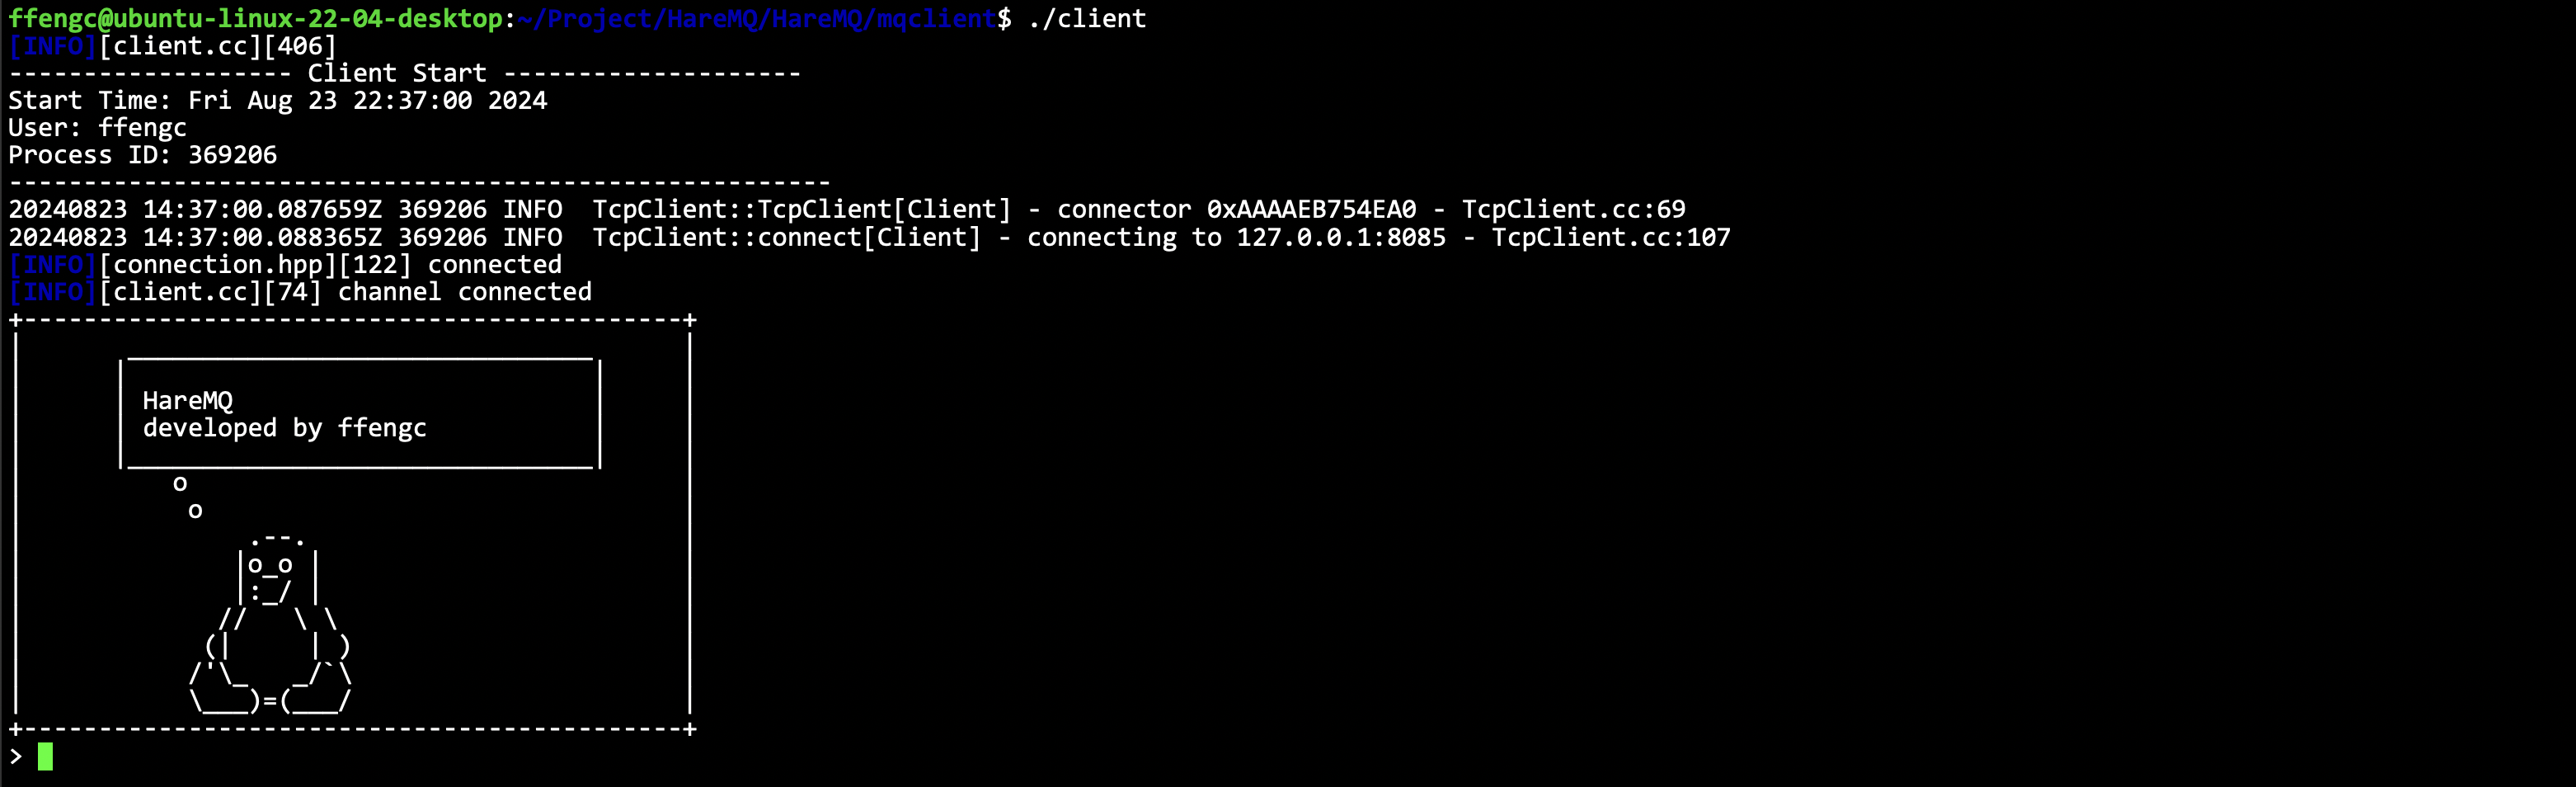 ffengc@ubuntu-linux-22-04-desktop:~/Project/HareMQ/HareMQ/mqclient$ ./client
[INFO][client.cc][406]
------------------- Client Start --------------------
Start Time: Fri Aug 23 22:37:00 2024
User: ffengc
Process ID: 369206
-------------------------------------------------------
20240823 14:37:00.087659Z 369206 INFO  TcpClient::TcpClient[Client] - connector 0xAAAAEB754EA0 - TcpClient.cc:69
20240823 14:37:00.088365Z 369206 INFO  TcpClient::connect[Client] - connecting to 127.0.0.1:8085 - TcpClient.cc:107
[INFO][connection.hpp][122] connected
[INFO][client.cc][74] channel connected
HareMQ
developed by ffengc
>